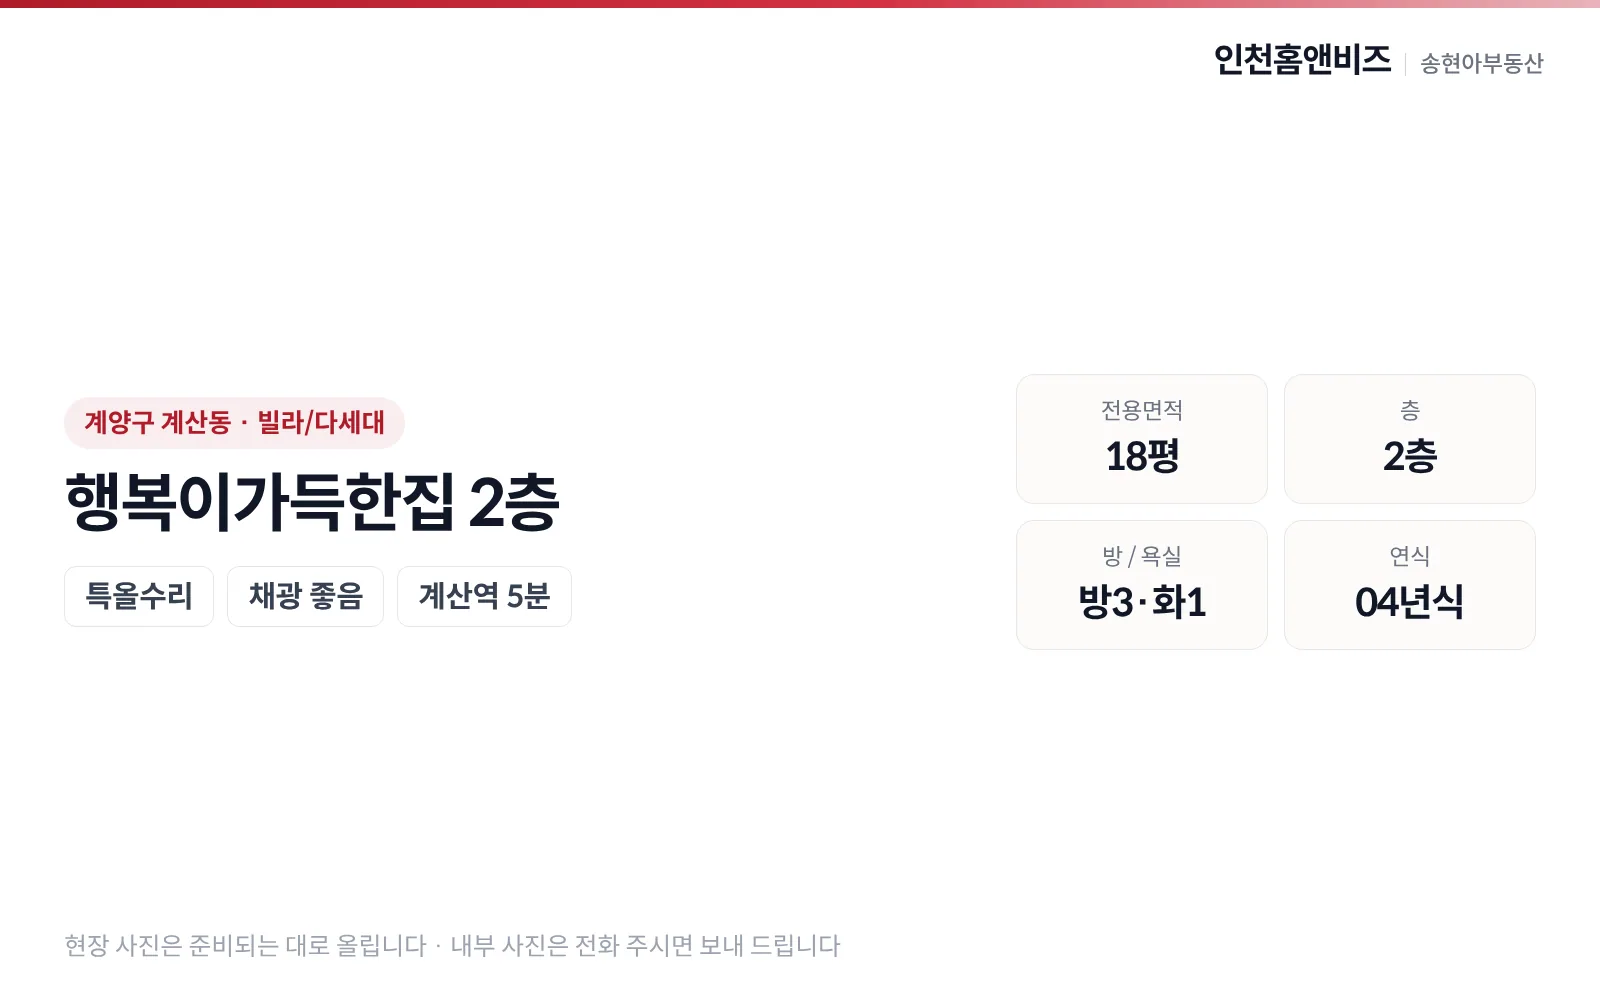 인천홈앤비즈 | 송현아부동산
계양구 계산동 · 빌라/다세대
행복이가득한집 2층
특올수리
채광 좋음
계산역 5분
전용면적
18평
층
2층
방 / 욕실
방3·화1
연식
04년식
현장 사진은 준비되는 대로 올립니다 · 내부 사진은 전화 주시면 보내 드립니다